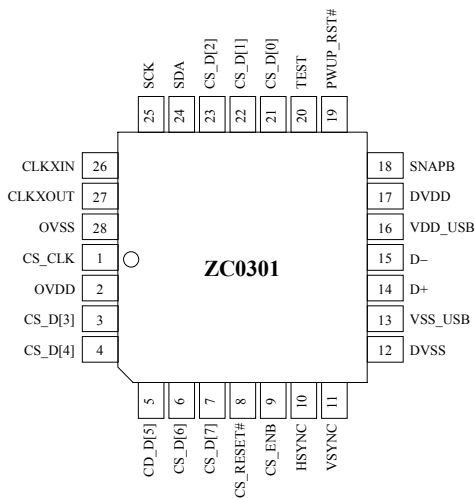 SCK
SDA
CS_D[2]
CS_D[1]
CS_D[0]
TEST
PWUP_RST#
25
24
23
22
21
20
19
CLKXIN 26
CLKXOUT 27
OVSS 28
CS_CLK 1
OVDD 2
CS_D[3] 3
CS_D[4] 4
ZC0301
18 SNAPB
17 DVDD
16 VDD_USB
15 D–
14 D+
13 VSS_USB
12 DVSS
5
6
7
8
9
10
11
CD_D[5]
CS_D[6]
CS_D[7]
CS_RESET#
CS_ENB
HSYNC
VSYNC